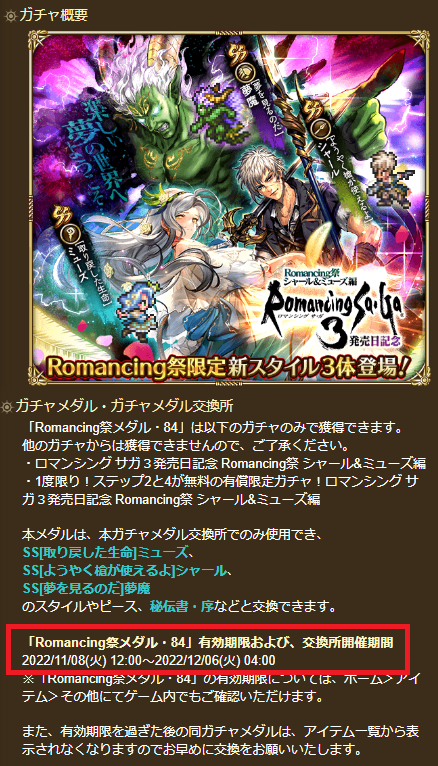 ガチャ概要
楽しい
夢の世界へ
ようこそ
SS
[夢を見るのだ]
夢魔
SS
[ようやく槍が使えるよ]
シャール
SS
[取り戻した生命]
ミューズ
Romancing祭
シャール&ミューズ編
Romancing Sa・Ga
ロマンシング サ・ガ
3
発売日記念
Romancing祭限定新スタイル3体登場!
ガチャメダル・ガチャメダル交換所
「Romancing祭メダル・84」は以下のガチャのみで獲得できます。
他のガチャからは獲得できませんので、ご了承ください。
・ロマンシング サガ３発売日記念 Romancing祭 シャール&ミューズ編
・1度限り！ステップ2と4が無料の有償限定ガチャ！ロマンシング サ
ガ３発売日記念 Romancing祭 シャール&ミューズ編
本メダルは、本ガチャメダル交換所でのみ使用でき、
SS[取り戻した生命]ミューズ、
SS[ようやく槍が使えるよ]シャール、
SS[夢を見るのだ]夢魔
のスタイルやピース、秘伝書・序などと交換できます。
「Romancing祭メダル・84」有効期限および、交換所開催期間
2022/11/08(火) 12:00～2022/12/06(火) 04:00
※「Romancing祭メダル・84」の有効期限については、ホーム＞アイ
テム＞その他にてゲーム内でもご確認いただけます。
また、有効期限を過ぎた後の同ガチャメダルは、アイテム一覧から表
示されなくなりますのでお早めに交換をお願いいたします。